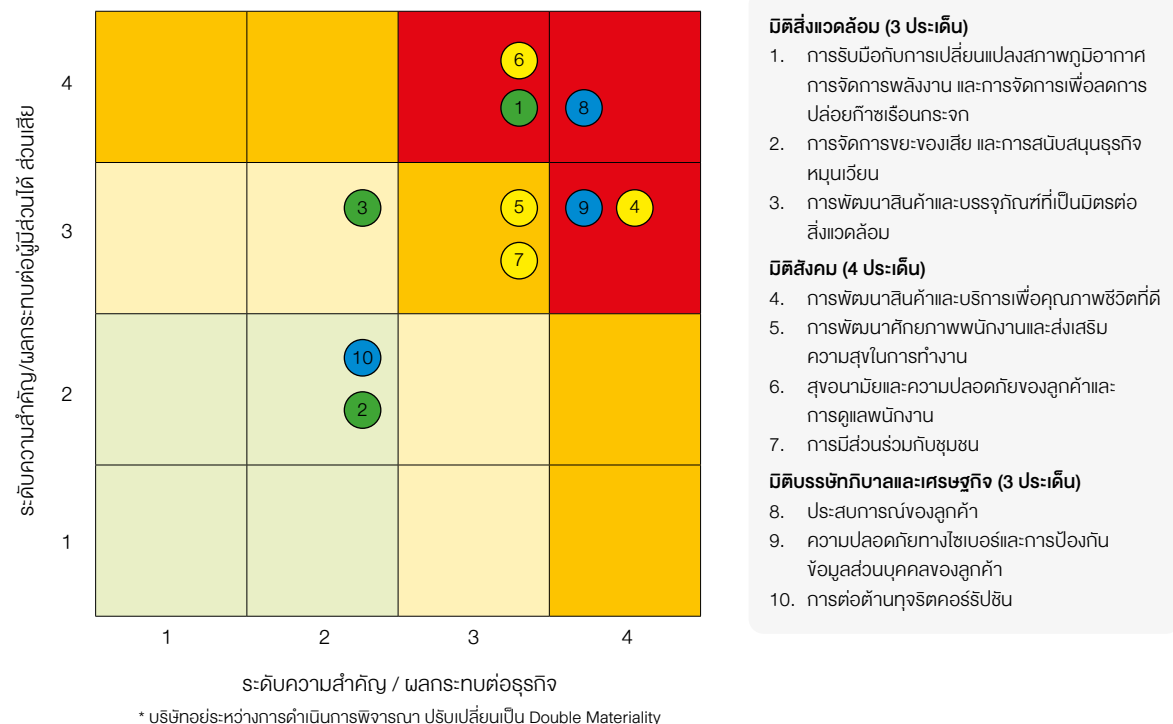 ระดับความสำคัญ/ผลกระทบต่อผู้มีส่วนได้ ส่วนเสีย
4
3
2
1
6
1
8
3
5
9
4
7
10
2
1
2
3
4
ระดับความสำคัญ / ผลกระทบต่อธุรกิจ
* บริษัทอยู่ระหว่างการดำเนินการพิจารณา ปรับเปลี่ยนเป็น Double Materiality
มิติสิ่งแวดล้อม (3 ประเด็น)
1. การรับมือกับการเปลี่ยนแปลงสภาพภูมิอากาศ
การจัดการพลังงาน และการจัดการเพื่อลดการ
ปล่อยก๊าซเรือนกระจก
2. การจัดการขยะของเสีย และการสนับสนุนธุรกิจ
หมุนเวียน
3. การพัฒนาสินค้าและบรรจุภัณฑ์ที่เป็นมิตรต่อ
สิ่งแวดล้อม
มิติสังคม (4 ประเด็น)
4. การพัฒนาสินค้าและบริการเพื่อคุณภาพชีวิตที่ดี
5. การพัฒนาศักยภาพพนักงานและส่งเสริม
ความสุขในการทำงาน
6. สุขอนามัยและความปลอดภัยของลูกค้าและ
การดูแลพนักงาน
7. การมีส่วนร่วมกับชุมชน
มิติบรรษัทภิบาลและเศรษฐกิจ (3 ประเด็น)
8. ประสบการณ์ของลูกค้า
9. ความปลอดภัยทางไซเบอร์และการป้องกัน
ข้อมูลส่วนบุคคลของลูกค้า
10. การต่อต้านทุจริตคอร์รัปชัน